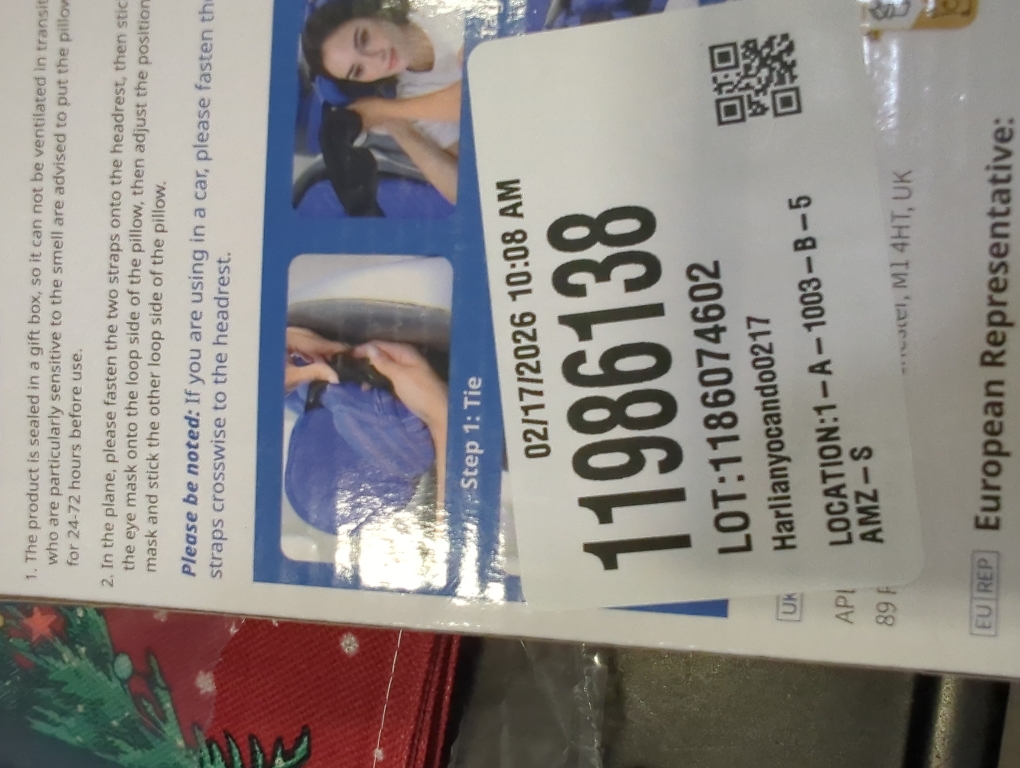 1. The product is sealed in a gift box, so it can not be ventilated in transit
who are particularly sensitive to the smell are advised to put the pillow
for 24-72 hours before use.
2. In the plane, please fasten the two straps onto the headrest, then stic
the eye mask onto the loop side of the pillow, then adjust the position
mask and stick the other loop side of the pillow.
Please be noted: If you are using in a car, please fasten the
straps crosswise to the headrest.
Step 1: Tie
02/17/2026 10:08 AM
11986138
LOT:1186074602
Harlianyocando0217
LOCATION:1-A-1003-B-5
AMZ-S
UK
API
89 F
M1 4HT, UK
EU REP
European Representative: